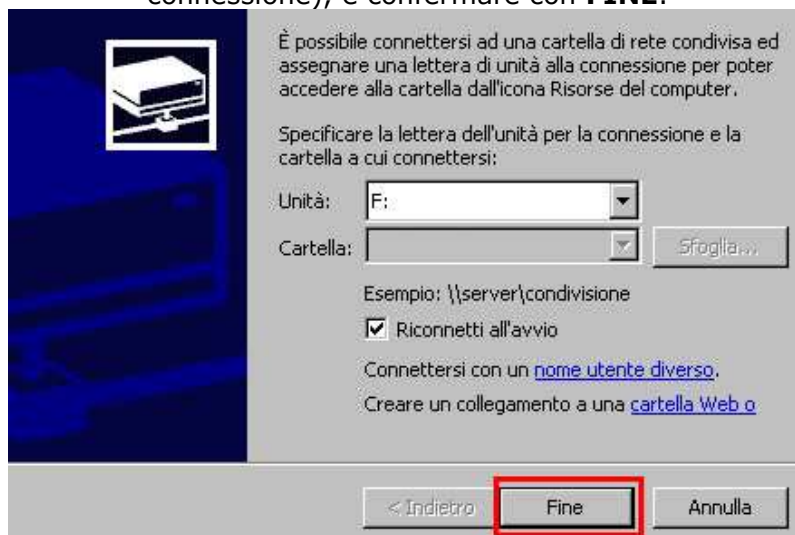 connessione), e confermare con FINE.
È possibile connettersi ad una cartella di rete condivisa ed
assegnare una lettera di unità alla connessione per poter
accedere alla cartella dall'icona Risorse del computer.
Specificare la lettera dell'unità per la connessione e la
cartella a cui connettersi:
Unità: F:
Cartella: Sfoglia...
Esempio: \\server\condivisione
Riconnetti all'avvio
Connettersi con un nome utente diverso.
Creare un collegamento a una cartella Web o
< Indietro Fine Annulla